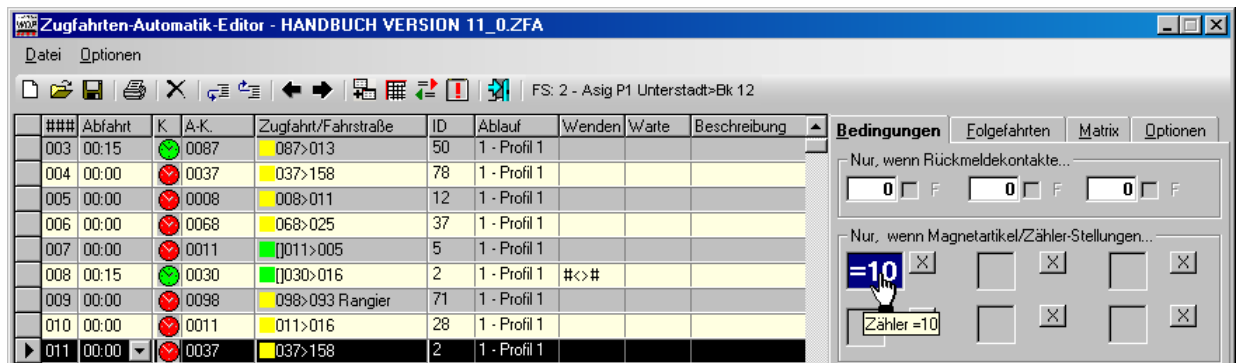 Zugfahrten-Automatik-Editor - HANDBUCH VERSION 11_0.ZFA
Datei Optionen
FS: 2 - Asig P1 Unterstadt>Bk 12
### Abfahrt K A-K. Zugfahrt/Fahrstraße ID Ablauf Wenden Warte Beschreibung
003 00:15 0087 087>013 50 1 - Profil 1
004 00:00 0037 037>158 78 1 - Profil 1
005 00:00 0008 008>011 12 1 - Profil 1
006 00:00 0068 068>025 37 1 - Profil 1
007 00:00 0011 []011>005 5 1 - Profil 1
008 00:15 0030 []030>016 2 1 - Profil 1 #<>#
009 00:00 0098 098>093 Rangier 71 1 - Profil 1
010 00:00 0011 011>016 28 1 - Profil 1
011 00:00 0037 037>158 2 1 - Profil 1
Bedingungen Folgefahrten Matrix Optionen
Nur, wenn Rückmeldekontakte...
0 F 0 F 0 F
Nur, wenn Magnetartikel/Zähler-Stellungen...
=10 X X X
Zähler =10 X X